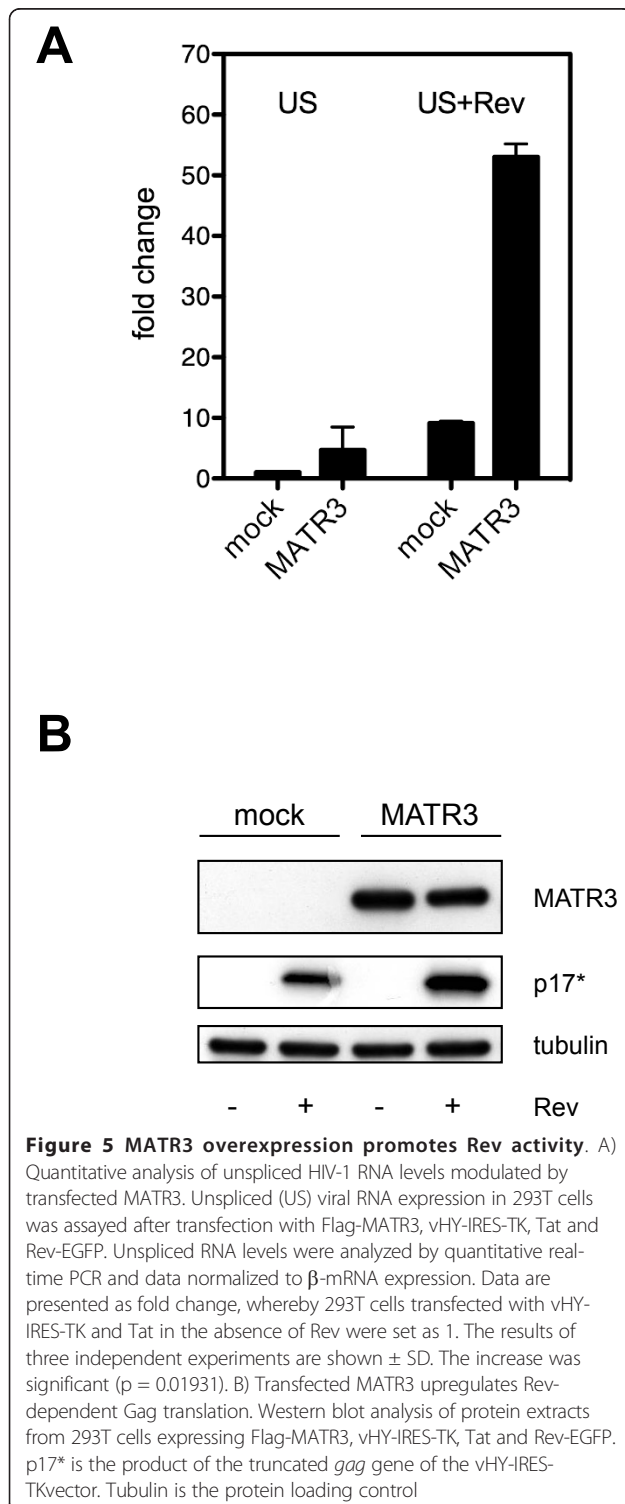 A
70
60
50
40
30
20
10
0
fold change
US
US+Rev
mock
MATR3
mock
MATR3
B
mock MATR3
MATR3
p17*
tubulin
- + - + Rev
Figure 5 MATR3 overexpression promotes Rev activity. A)
Quantitative analysis of unspliced HIV-1 RNA levels modulated by
transfected MATR3. Unspliced (US) viral RNA expression in 293T cells
was assayed after transfection with Flag-MATR3, vHY-IRES-TK, Tat and
Rev-EGFP. Unspliced RNA levels were analyzed by quantitative real-
time PCR and data normalized to β-mRNA expression. Data are
presented as fold change, whereby 293T cells transfected with vHY-
IRES-TK and Tat in the absence of Rev were set as 1. The results of
three independent experiments are shown ± SD. The increase was
significant (p = 0.01931). B) Transfected MATR3 upregulates Rev-
dependent Gag translation. Western blot analysis of protein extracts
from 293T cells expressing Flag-MATR3, vHY-IRES-TK, Tat and Rev-EGFP.
p17* is the product of the truncated gag gene of the vHY-IRES-
TKvector. Tubulin is the protein loading control